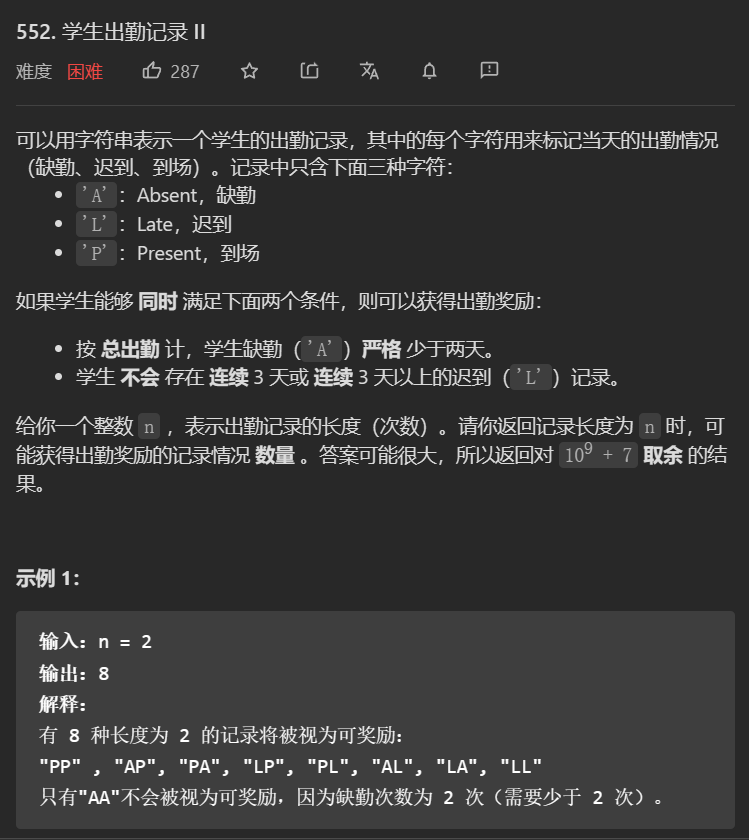 552. 学生出勤记录 II
难度 困难 287
可以用字符串表示一个学生的出勤记录，其中的每个字符用来标记当天的出勤情况
（缺勤、迟到、到场）。记录中只含下面三种字符：
• 'A'：Absent，缺勤
• 'L'：Late，迟到
• 'P'：Present，到场
如果学生能够 同时 满足下面两个条件，则可以获得出勤奖励：
• 按 总出勤 计，学生缺勤（'A'）严格 少于两天。
• 学生 不会 存在 连续 3 天或 连续 3 天以上的迟到（'L'）记录。
给你一个整数 n ，表示出勤记录的长度（次数）。请你返回记录长度为 n 时，可
能获得出勤奖励的记录情况 数量 。答案可能很大，所以返回对 10⁹ + 7 取余 的结
果。
示例 1：
输入：n = 2
输出：8
解释：
有 8 种长度为 2 的记录将被视为可奖励：
"PP" , "AP", "PA", "LP", "PL", "AL", "LA", "LL"
只有"AA"不会被视为可奖励，因为缺勤次数为 2 次（需要少于 2 次）。